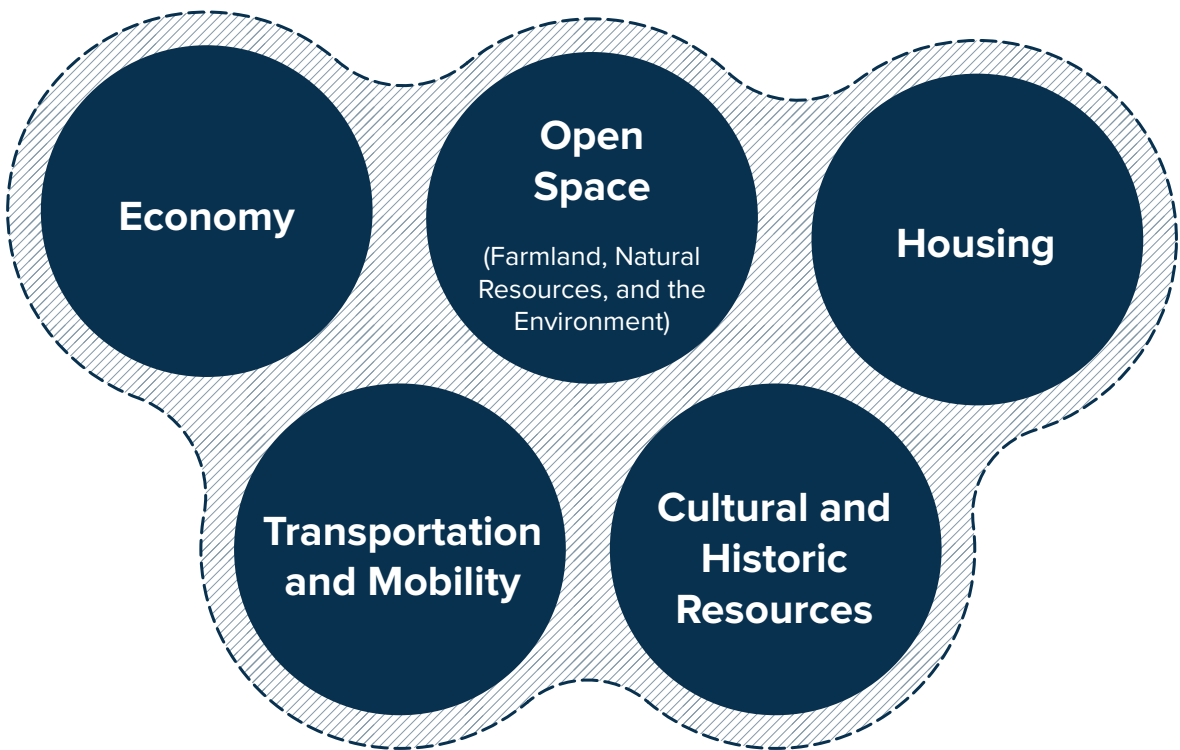 Economy
Open
Space
(Farmland, Natural
Resources, and the
Environment)
Housing
Transportation
and Mobility
Cultural and
Historic
Resources